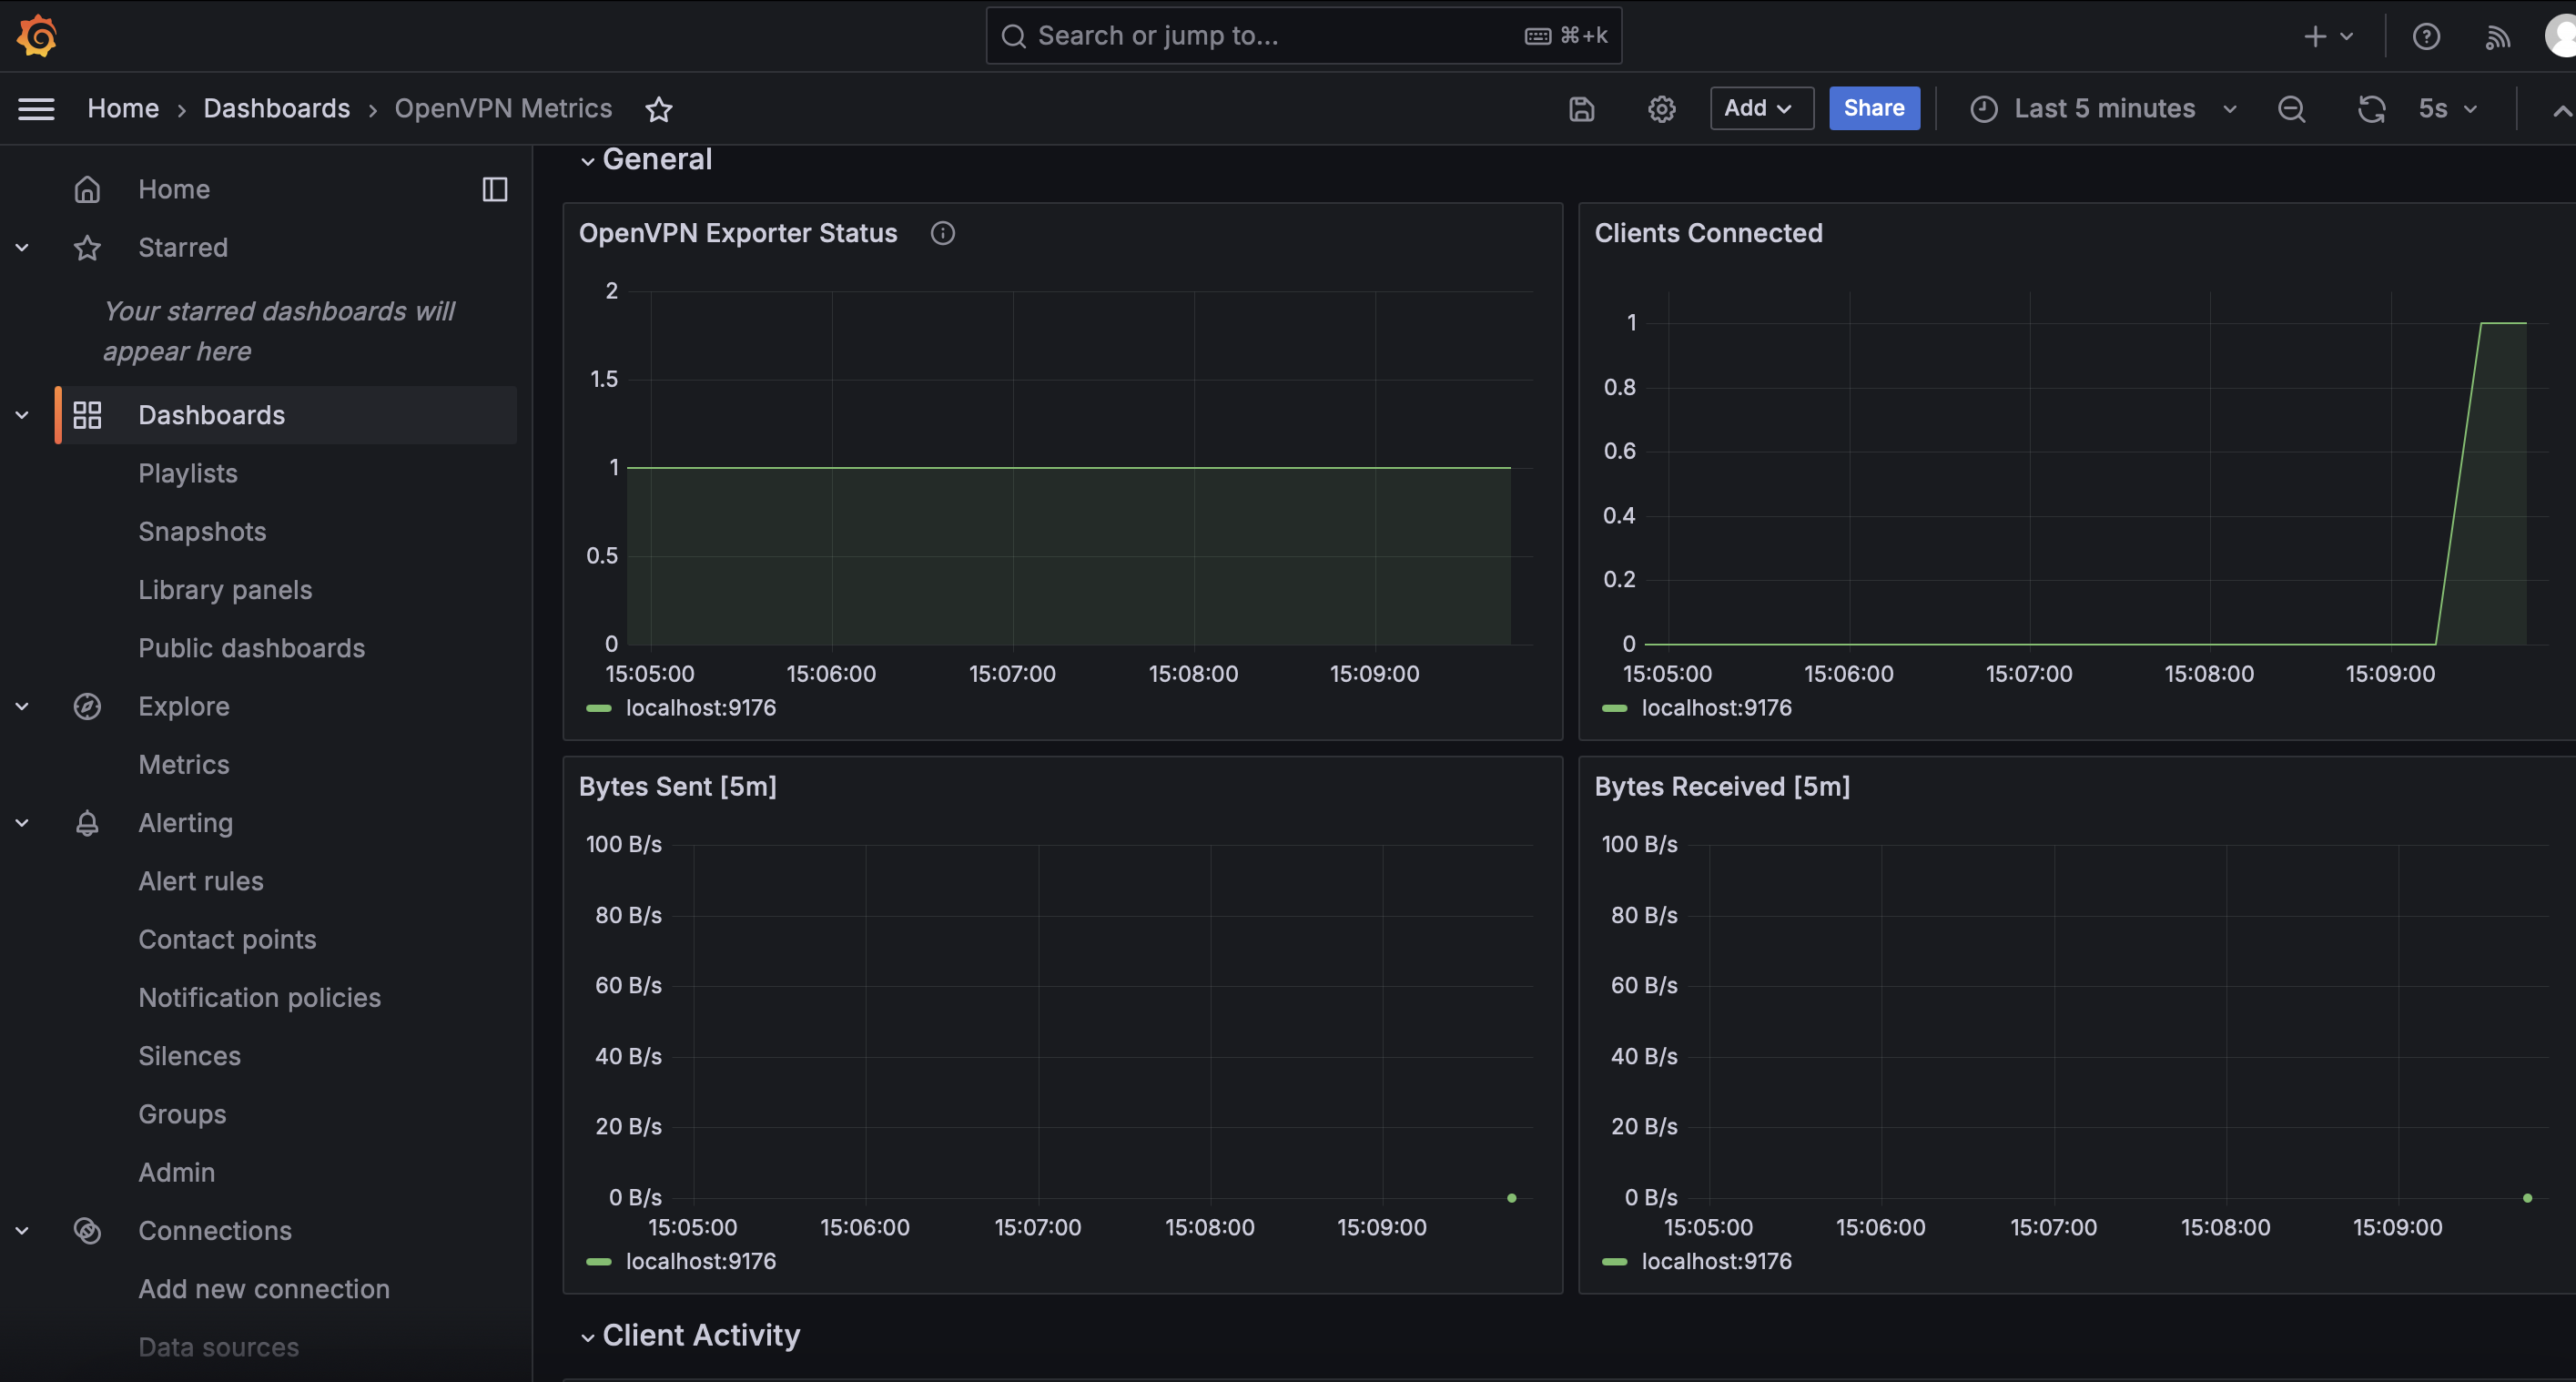 Search or jump to...
⌘+k
Home › Dashboards › OpenVPN Metrics
Add
Share
Last 5 minutes
5s
Home
Starred
Your starred dashboards will
appear here
Dashboards
Playlists
Snapshots
Library panels
Public dashboards
Explore
Metrics
Alerting
Alert rules
Contact points
Notification policies
Silences
Groups
Admin
Connections
Add new connection
Data sources
General
OpenVPN Exporter Status
2
1.5
1
0.5
0
15:05:00 15:06:00 15:07:00 15:08:00 15:09:00
localhost:9176
Clients Connected
1
0.8
0.6
0.4
0.2
0
15:05:00 15:06:00 15:07:00 15:08:00 15:09:00
localhost:9176
Bytes Sent [5m]
100 B/s
80 B/s
60 B/s
40 B/s
20 B/s
0 B/s
15:05:00 15:06:00 15:07:00 15:08:00 15:09:00
localhost:9176
Bytes Received [5m]
100 B/s
80 B/s
60 B/s
40 B/s
20 B/s
0 B/s
15:05:00 15:06:00 15:07:00 15:08:00 15:09:00
localhost:9176
Client Activity